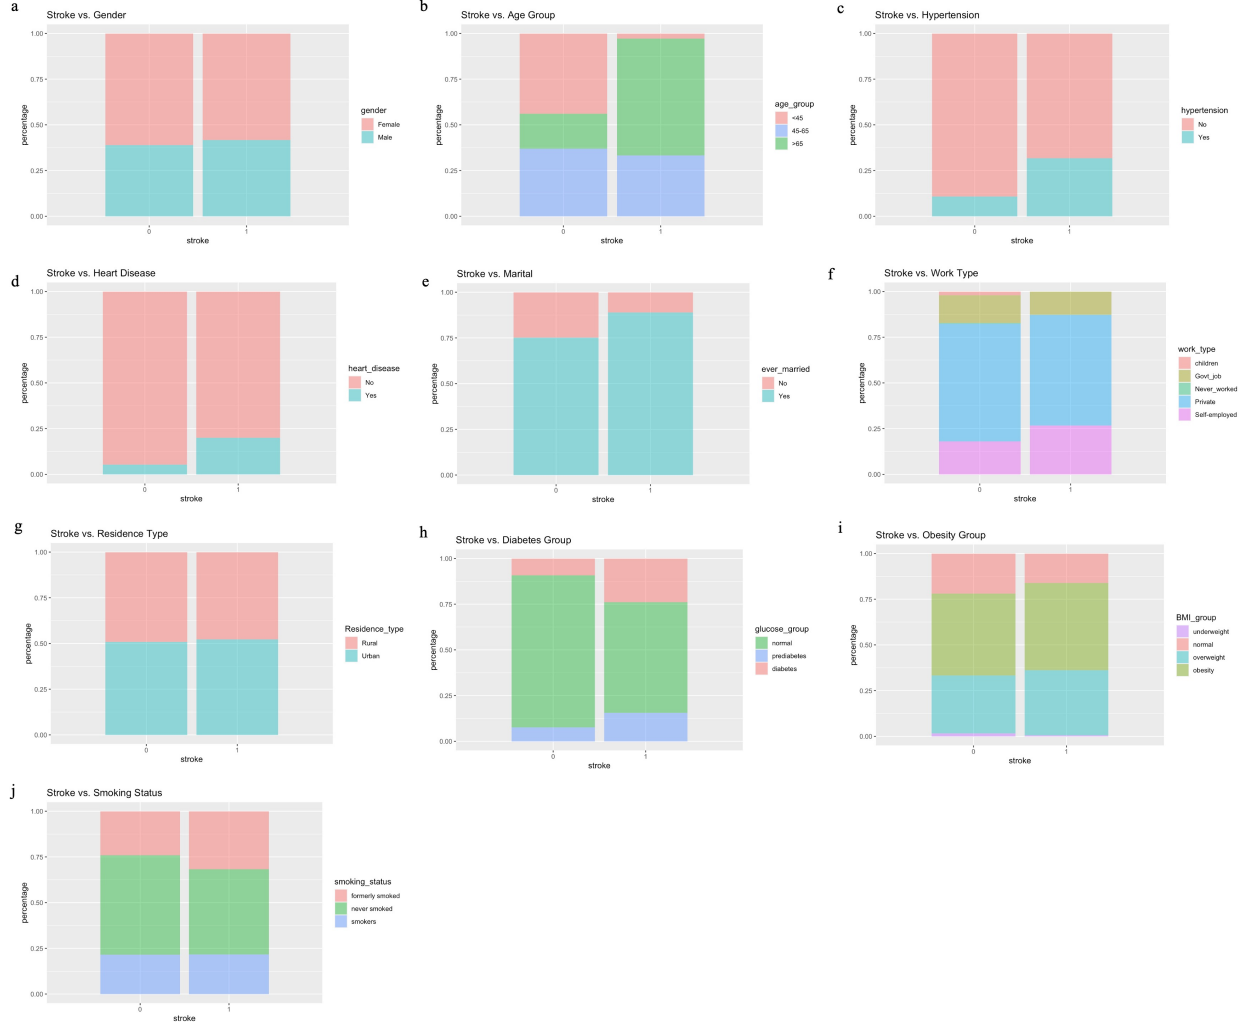 a
Stroke vs. Gender
1.00
0.75
0.50
0.25
0.00
percentage
0
1
stroke
gender
Female
Male
b
Stroke vs. Age Group
1.00
0.75
0.50
0.25
0.00
percentage
0
1
stroke
age_group
<45
45-65
>65
c
Stroke vs. Hypertension
1.00
0.75
0.50
0.25
0.00
percentage
0
1
stroke
hypertension
No
Yes
d
Stroke vs. Heart Disease
1.00
0.75
0.50
0.25
0.00
percentage
0
1
stroke
heart_disease
No
Yes
e
Stroke vs. Marital
1.00
0.75
0.50
0.25
0.00
percentage
0
1
stroke
ever_married
No
Yes
f
Stroke vs. Work Type
1.00
0.75
0.50
0.25
0.00
percentage
0
1
stroke
work_type
children
Govt_job
Never_worked
Private
Self-employed
g
Stroke vs. Residence Type
1.00
0.75
0.50
0.25
0.00
percentage
0
1
stroke
Residence_type
Rural
Urban
h
Stroke vs. Diabetes Group
1.00
0.75
0.50
0.25
0.00
percentage
0
1
stroke
glucose_group
normal
prediabetes
diabetes
i
Stroke vs. Obesity Group
1.00
0.75
0.50
0.25
0.00
percentage
0
1
stroke
BMI_group
underweight
normal
overweight
obesity
j
Stroke vs. Smoking Status
1.00
0.75
0.50
0.25
0.00
percentage
0
1
stroke
smoking_status
formerly smoked
never smoked
smokers